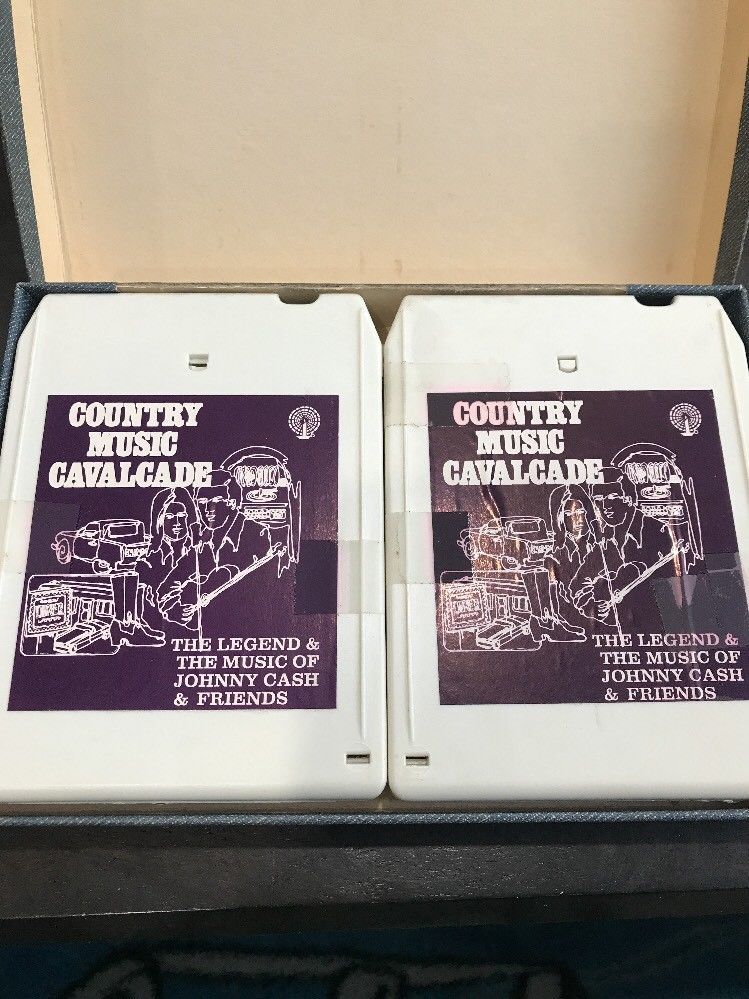 COUNTRY
MUSIC
CAVALCADE
THE LEGEND &
THE MUSIC OF
JOHNNY CASH
& FRIENDS
COUNTRY
MUSIC
CAVALCADE
THE LEGEND &
THE MUSIC OF
JOHNNY CASH
& FRIENDS